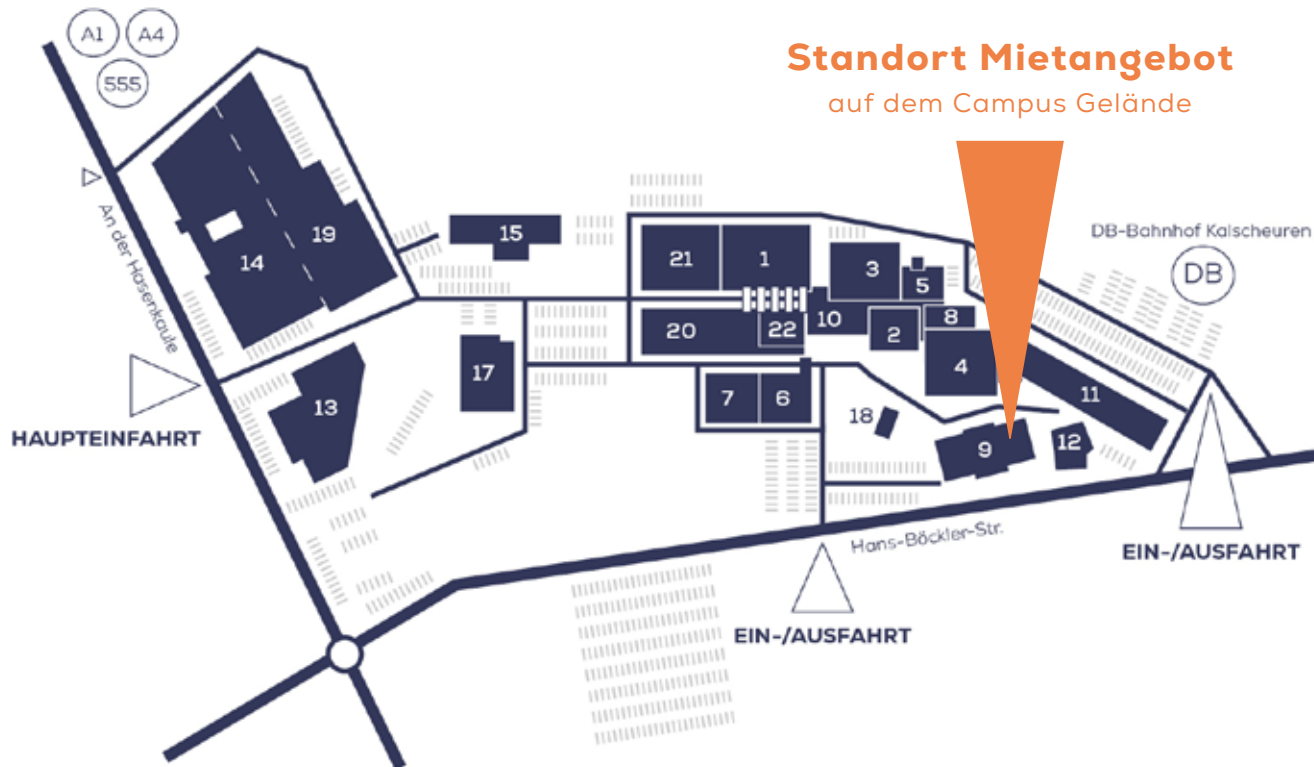 A1
A4
555
Standort Mietangebot
auf dem Campus Gelände
DB-Bahnhof Kalscheuren
DB
An der Hasenkaule
19
14
15
21
1
3
5
10
8
2
20
22
4
17
7
6
11
13
18
9
12
HAUPTEINFAHRT
Hans-Böckler-Str.
EIN-/AUSFAHRT
EIN-/AUSFAHRT